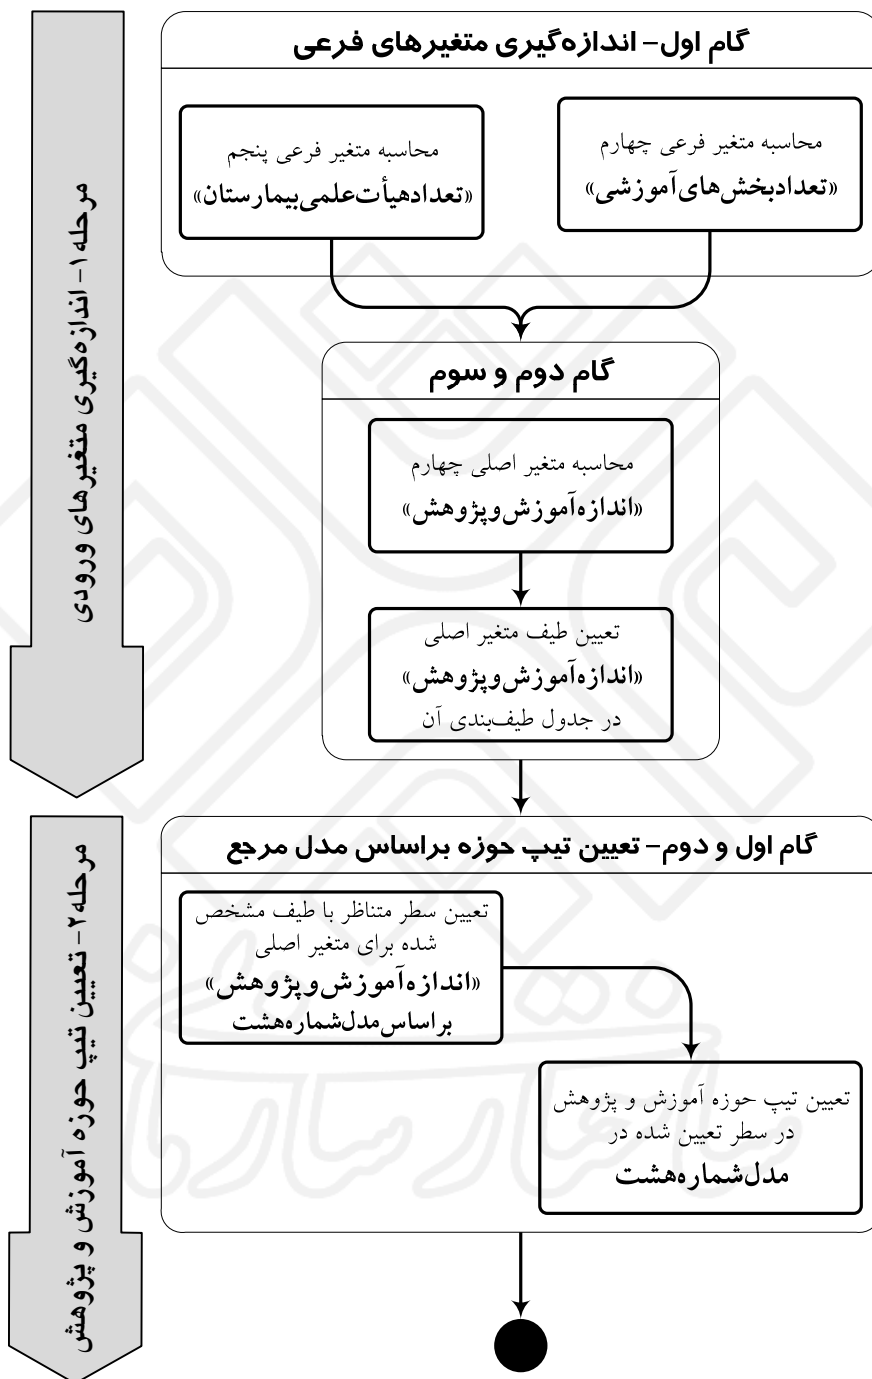 مرحله ۱- اندازه‌گیری متغیرهای ورودی
گام اول- اندازه‌گیری متغیرهای فرعی
محاسبه متغیر فرعی چهارم
«تعدادبخش‌های‌آموزشی»
محاسبه متغیر فرعی پنجم
«تعدادهیأت‌علمی‌بیمارستان»
گام دوم و سوم
محاسبه متغیر اصلی چهارم
«اندازه‌آموزش‌وپژوهش»
تعیین طیف متغیر اصلی
«اندازه‌آموزش‌وپژوهش»
در جدول طیف‌بندی آن
مرحله۲- تعیین تیپ حوزه آموزش و پژوهش
گام اول و دوم- تعیین تیپ حوزه براساس مدل مرجع
تعیین سطر متناظر با طیف مشخص
شده برای متغیر اصلی
«اندازه‌آموزش‌وپژوهش»
براساس‌مدل‌شماره‌هشت
تعیین تیپ حوزه آموزش و پژوهش
در سطر تعیین شده در
مدل‌شماره‌هشت